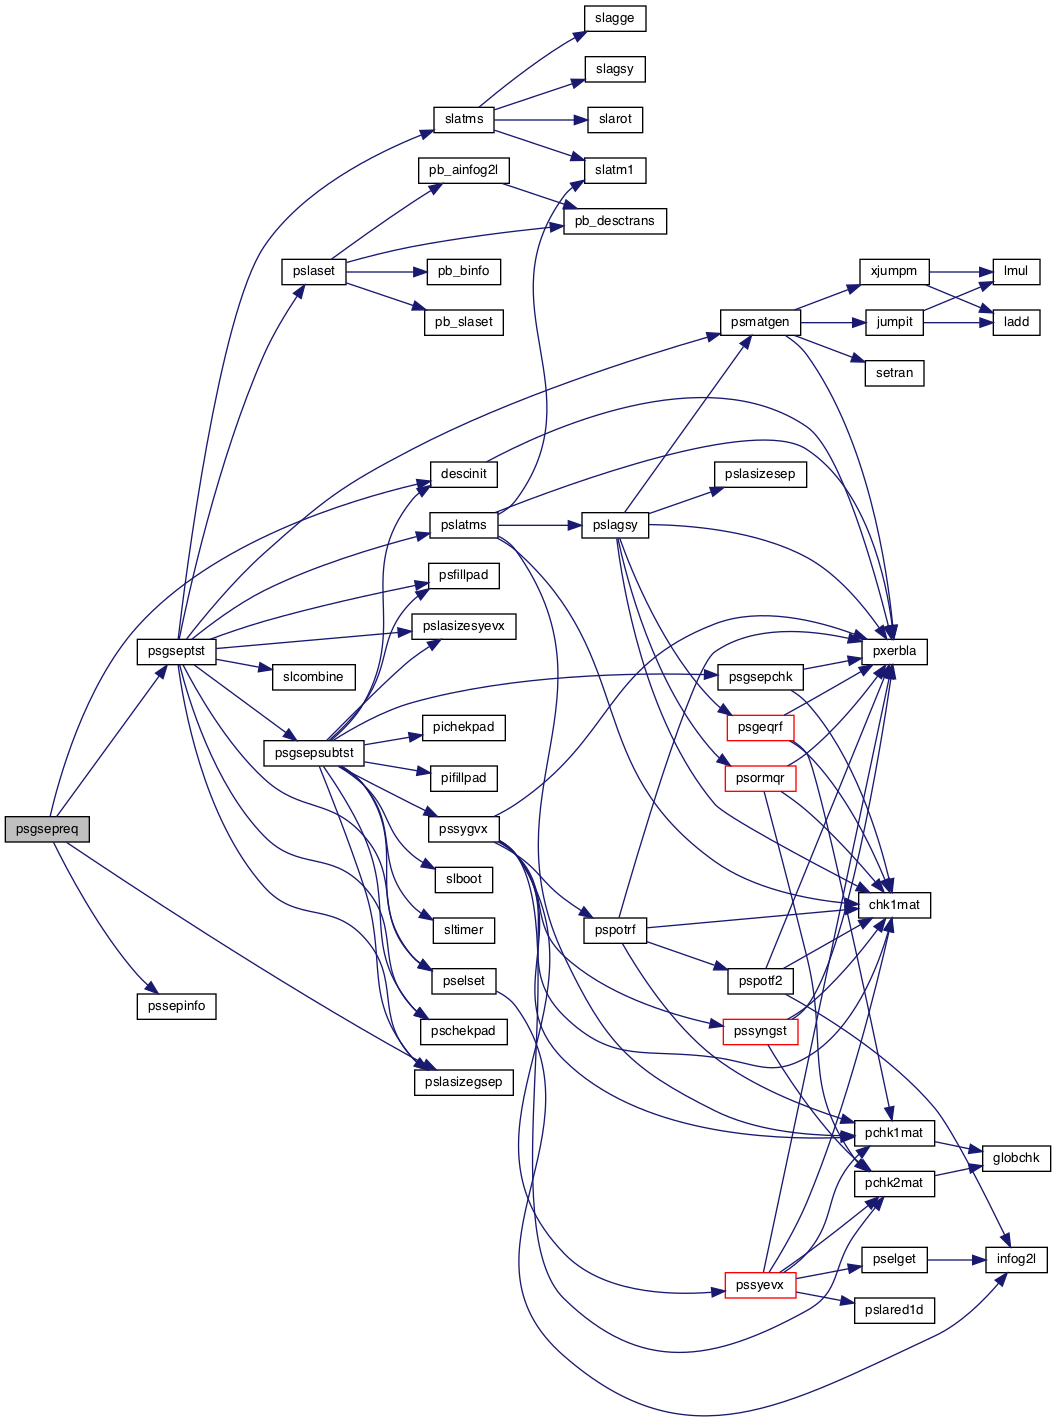 slagge
slagsy
slatms
slarot
pb_ainfog2l
slatm1
pb_desctrans
pslaset
pb_binfo
xjumpm
lmul
pb_slaset
psmatgen
jumpit
ladd
setran
descinit
pslasizesep
pslatms
pslagsy
psfillpad
pslasizesyevx
psgseptst
pxerbla
slcombine
psgsepchk
pichekpad
psgeqrf
psgsepsubtst
pifillpad
psormqr
psgsepreq
pssygvx
slboot
chk1mat
sltimer
pspotrf
pselset
pspotf2
pssepinfo
pschekpad
pssyngst
pslasizegsep
pchk1mat
globchk
pchk2mat
pselget
infog2l
pssyevx
pslared1d